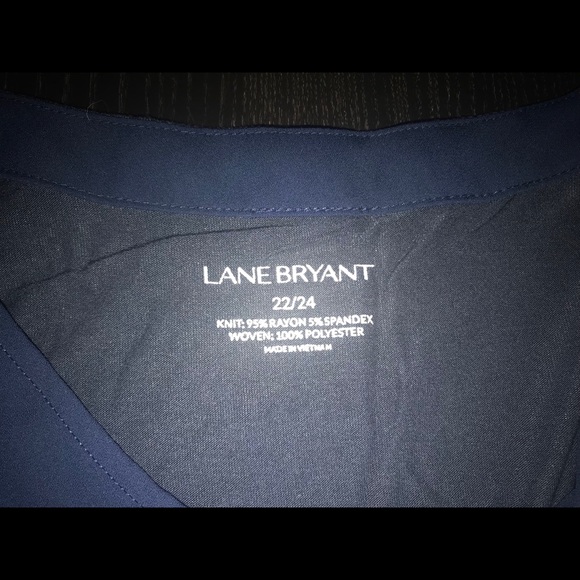 LANE BRYANT
22/24
KNIT: 95% RAYON 5% SPANDEX
WOVEN: 100% POLYESTER
MADE IN VIETNAM